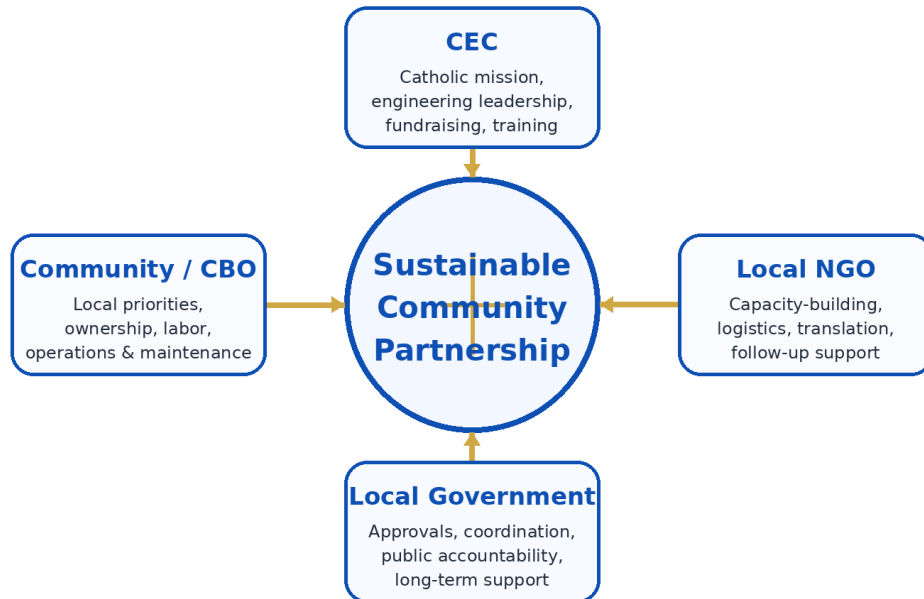 CEC
Catholic mission,
engineering leadership,
fundraising, training
Community / CBO
Local priorities,
ownership, labor,
operations & maintenance
Sustainable
Community
Partnership
Local NGO
Capacity-building,
logistics, translation,
follow-up support
Local Government
Approvals, coordination,
public accountability,
long-term support